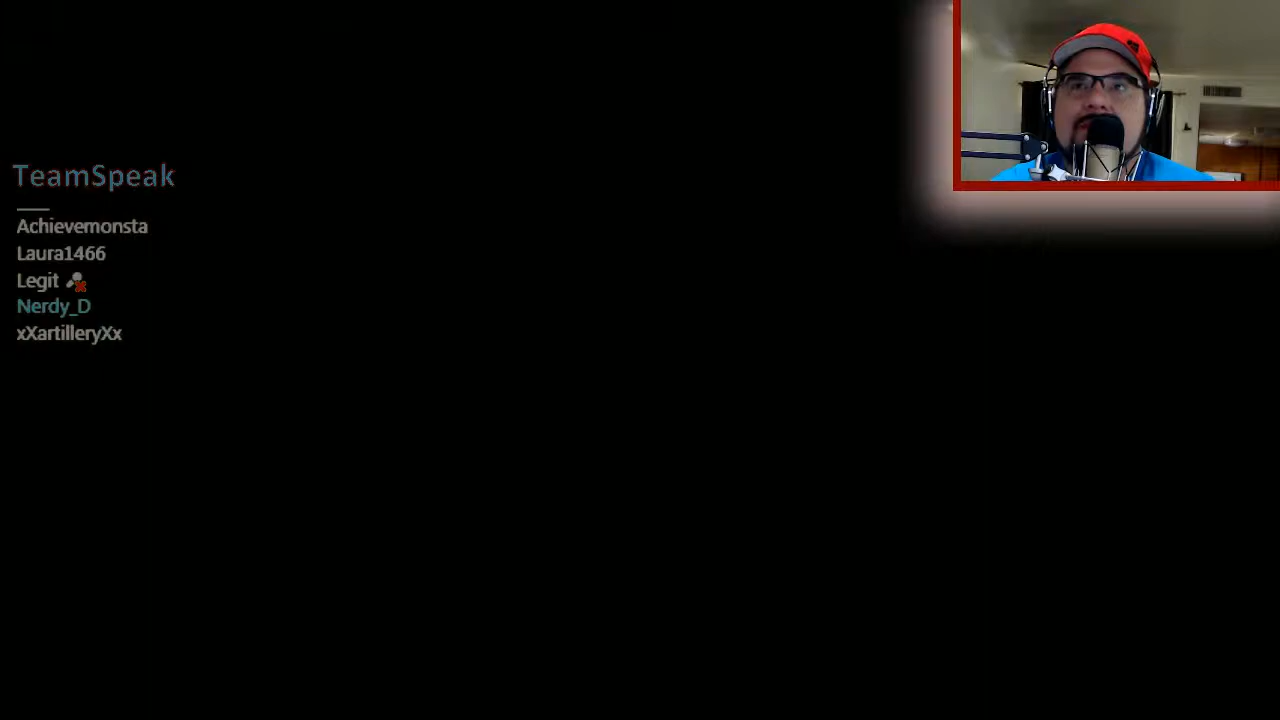 TeamSpeak
Achievemonsta
Laura1466
Legit
Nerdy_D
xXartilleryXx